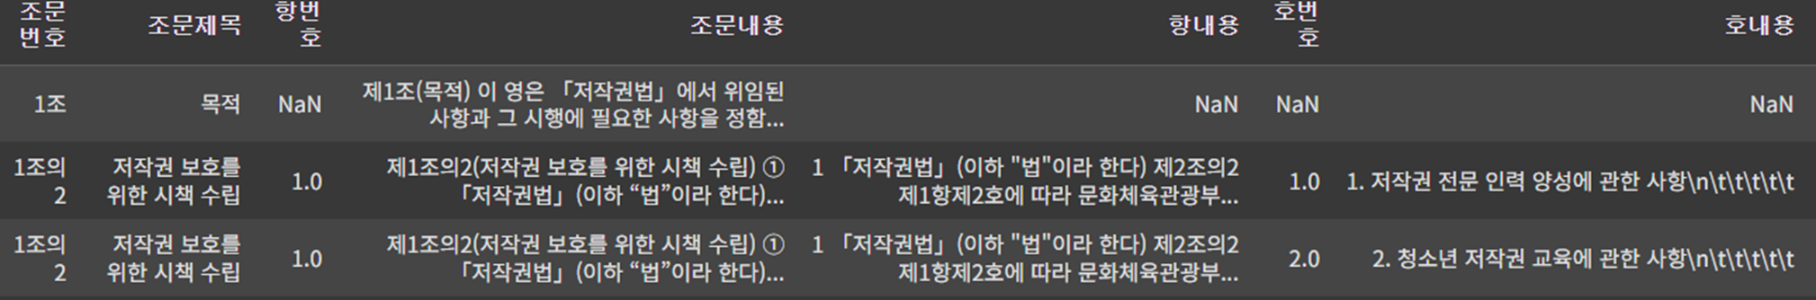 조문번호 조문제목 항번호 조문내용 항내용 호번호 호내용
1조 목적 NaN 제1조(목적) 이 영은 「저작권법」에서 위임된 사항과 그 시행에 필요한 사항을 정함... NaN NaN NaN
1조의2 저작권 보호를 위한 시책 수립 1.0 제1조의2(저작권 보호를 위한 시책 수립) ① 「저작권법」(이하 “법”이라 한다)... 1 「저작권법」(이하 "법"이라 한다) 제2조의2 제1항제2호에 따라 문화체육관광부... 1.0 1. 저작권 전문 인력 양성에 관한 사항\n\t\t\t\t\t
1조의2 저작권 보호를 위한 시책 수립 1.0 제1조의2(저작권 보호를 위한 시책 수립) ① 「저작권법」(이하 “법”이라 한다)... 1 「저작권법」(이하 "법"이라 한다) 제2조의2 제1항제2호에 따라 문화체육관광부... 2.0 2. 청소년 저작권 교육에 관한 사항\n\t\t\t\t\t